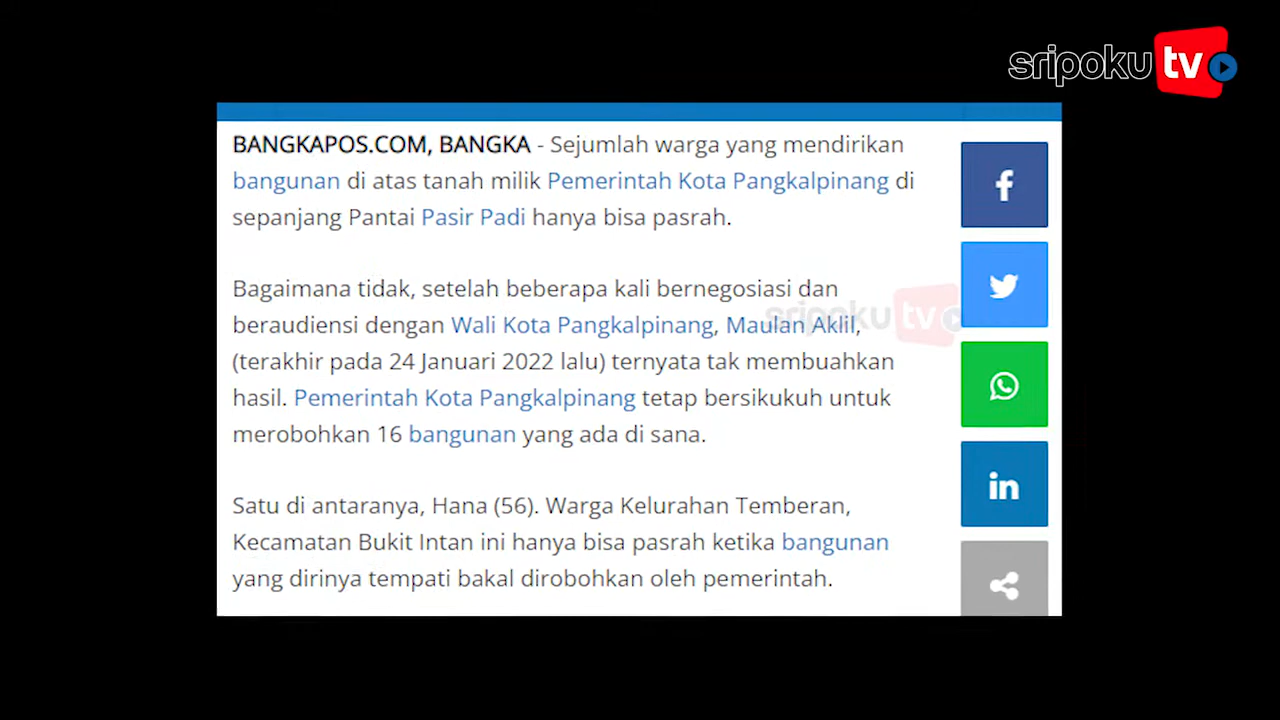 sripoku tv
BANGKAPOS.COM, BANGKA - Sejumlah warga yang mendirikan
bangunan di atas tanah milik Pemerintah Kota Pangkalpinang di
sepanjang Pantai Pasir Padi hanya bisa pasrah.
Bagaimana tidak, setelah beberapa kali bernegosiasi dan
beraudiensi dengan Wali Kota Pangkalpinang, Maulan Aklil,
sripoku tv
(terakhir pada 24 Januari 2022 lalu) ternyata tak membuahkan
hasil. Pemerintah Kota Pangkalpinang tetap bersikukuh untuk
merobohkan 16 bangunan yang ada di sana.
Satu di antaranya, Hana (56). Warga Kelurahan Temberan,
Kecamatan Bukit Intan ini hanya bisa pasrah ketika bangunan
yang dirinya tempati bakal dirobohkan oleh pemerintah.
f
in